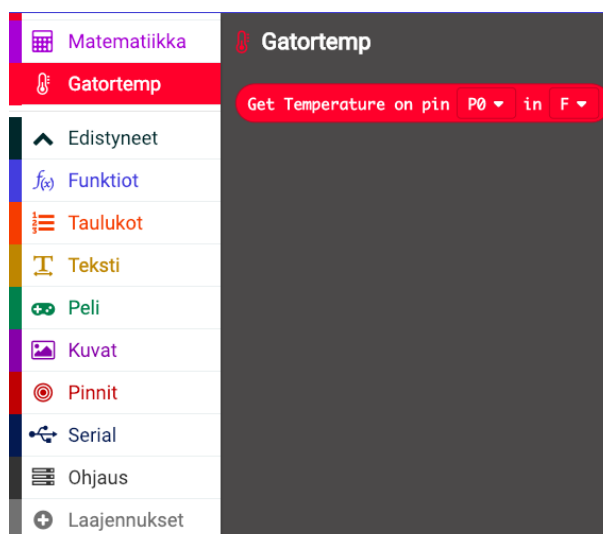 Matematiikka
Gatortemp
Edistyneet
f(x) Funktiot
Taulukot
Teksti
Peli
Kuvat
Pinnit
Serial
Ohjaus
Laajennukset
Gatortemp
Get Temperature on pin P0 in F